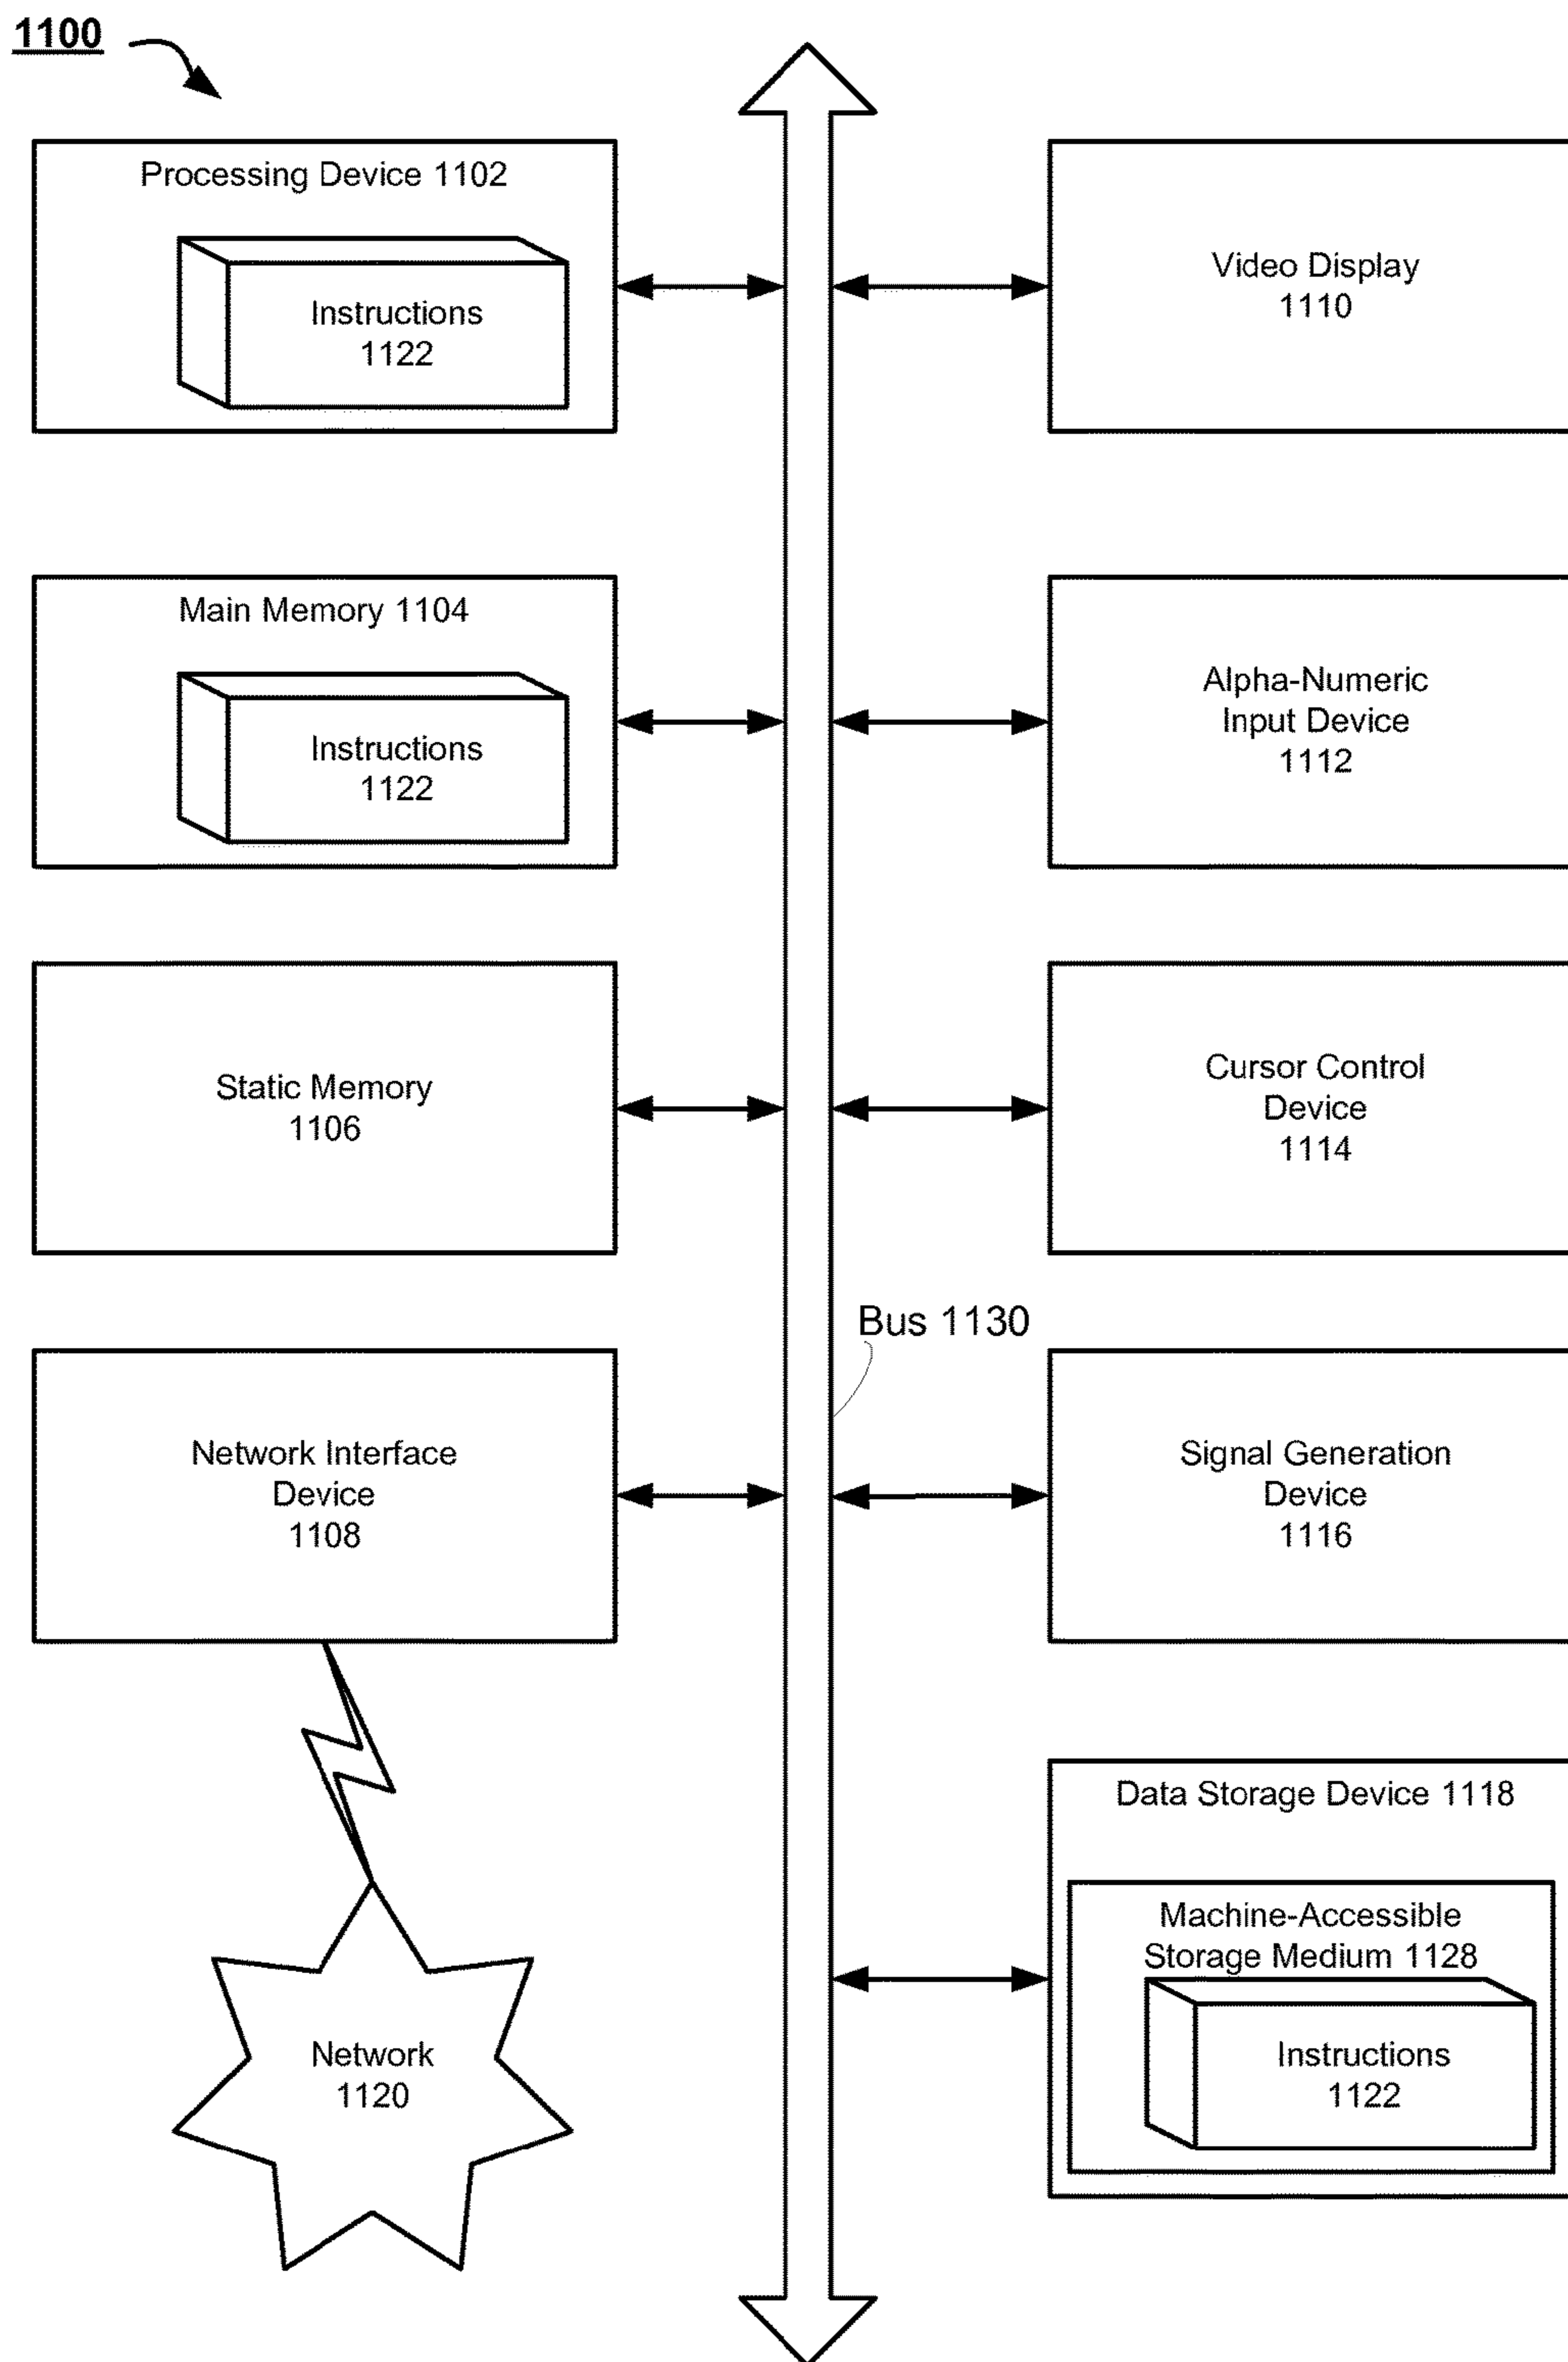 1100
Processing Device 1102
Instructions
1122
Video Display
1110
Main Memory 1104
Instructions
1122
Alpha-Numeric
Input Device
1112
Static Memory
1106
Cursor Control
Device
1114
Bus 1130
Network Interface
Device
1108
Signal Generation
Device
1116
Data Storage Device 1118
Machine-Accessible
Storage Medium 1128
Instructions
1122
Network
1120